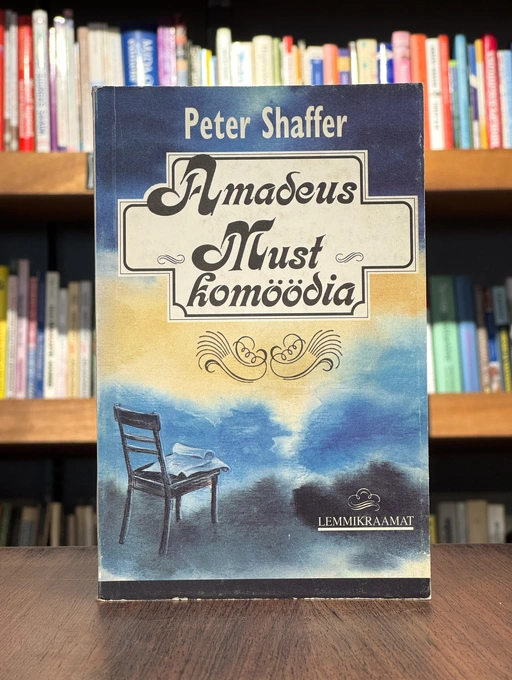 Peter Shaffer
Amadeus
Must
komöödia
LEMMIKRAAMAT